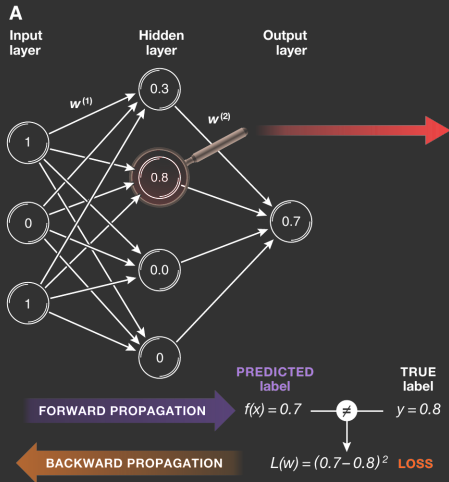 A
Input
layer
Hidden
layer
Output
layer
w(1)
w(2)
1
0
1
0.3
0.8
0.0
0
0.7
PREDICTED
label
TRUE
label
FORWARD PROPAGATION
f(x) = 0.7
≠
y = 0.8
BACKWARD PROPAGATION
L(w) = (0.7 – 0.8)²
LOSS